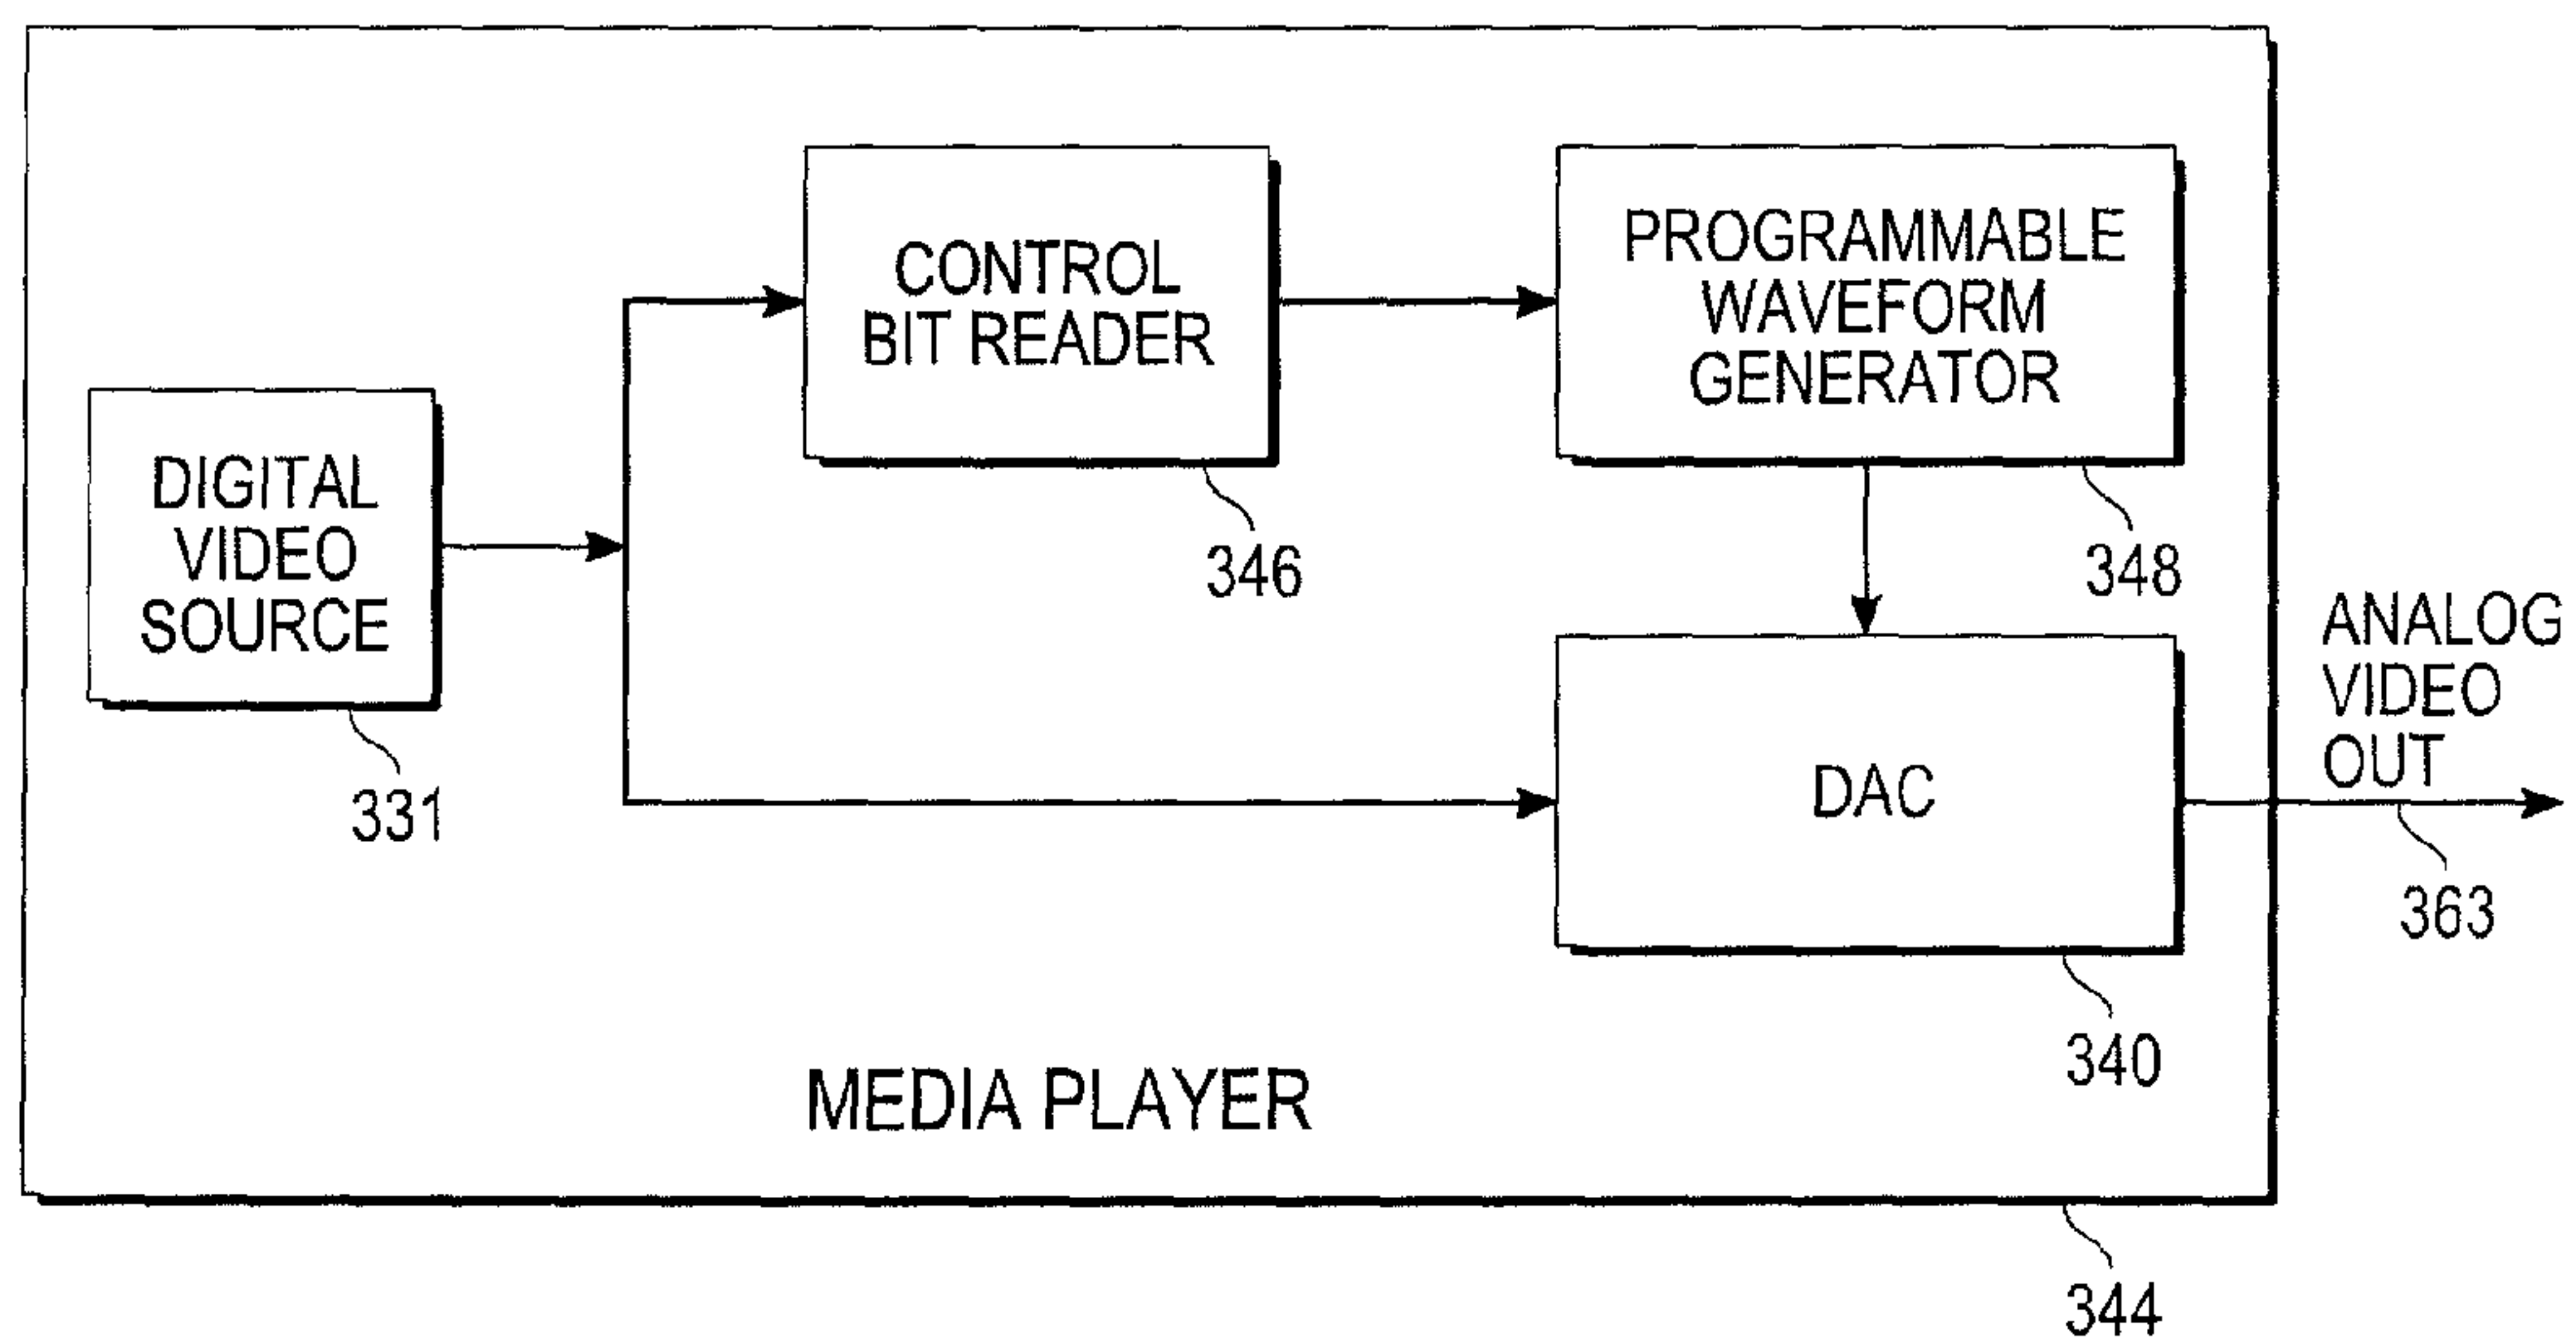 DIGITAL
VIDEO
SOURCE
331
CONTROL
BIT READER
346
PROGRAMMABLE
WAVEFORM
GENERATOR
348
DAC
340
ANALOG
VIDEO
OUT
363
MEDIA PLAYER
344